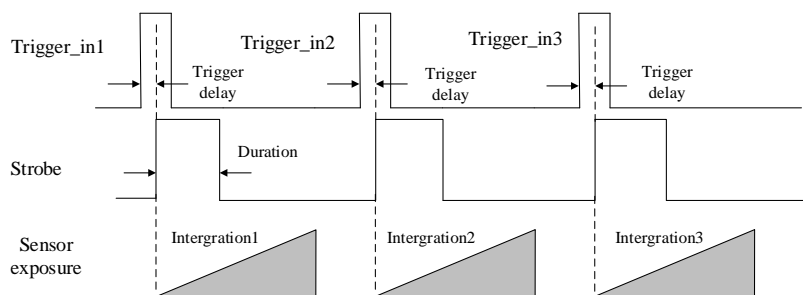 Trigger_in1
Trigger_in2
Trigger_in3
Trigger
delay
Trigger
delay
Trigger
delay
Strobe
Duration
Sensor
exposure
Intergration1
Intergration2
Intergration3